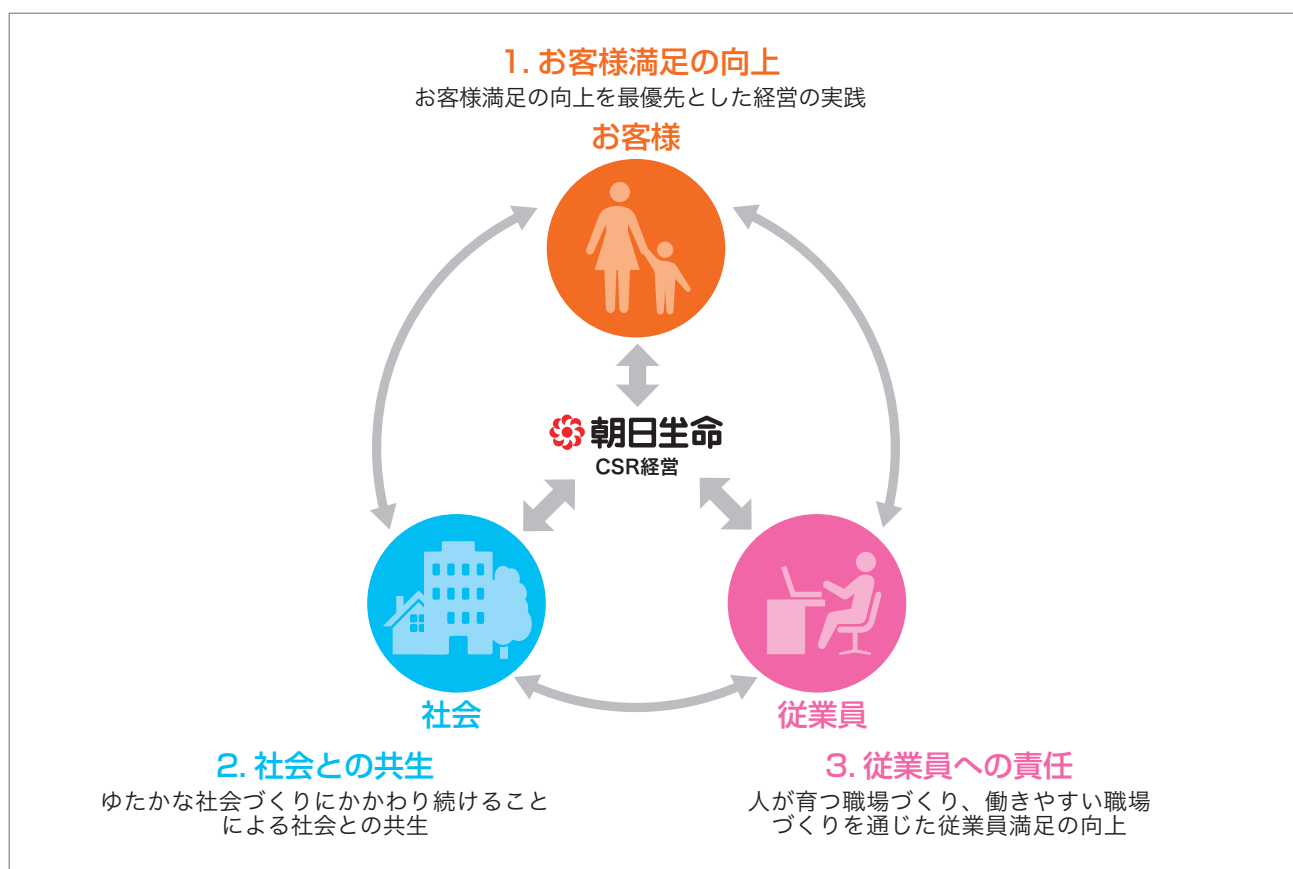 1. お客様満足の向上
お客様満足の向上を最優先とした経営の実践
お客様
朝日生命
CSR経営
社会
従業員
2. 社会との共生
ゆたかな社会づくりにかかわり続けること
による社会との共生
3. 従業員への責任
人が育つ職場づくり、働きやすい職場
づくりを通じた従業員満足の向上